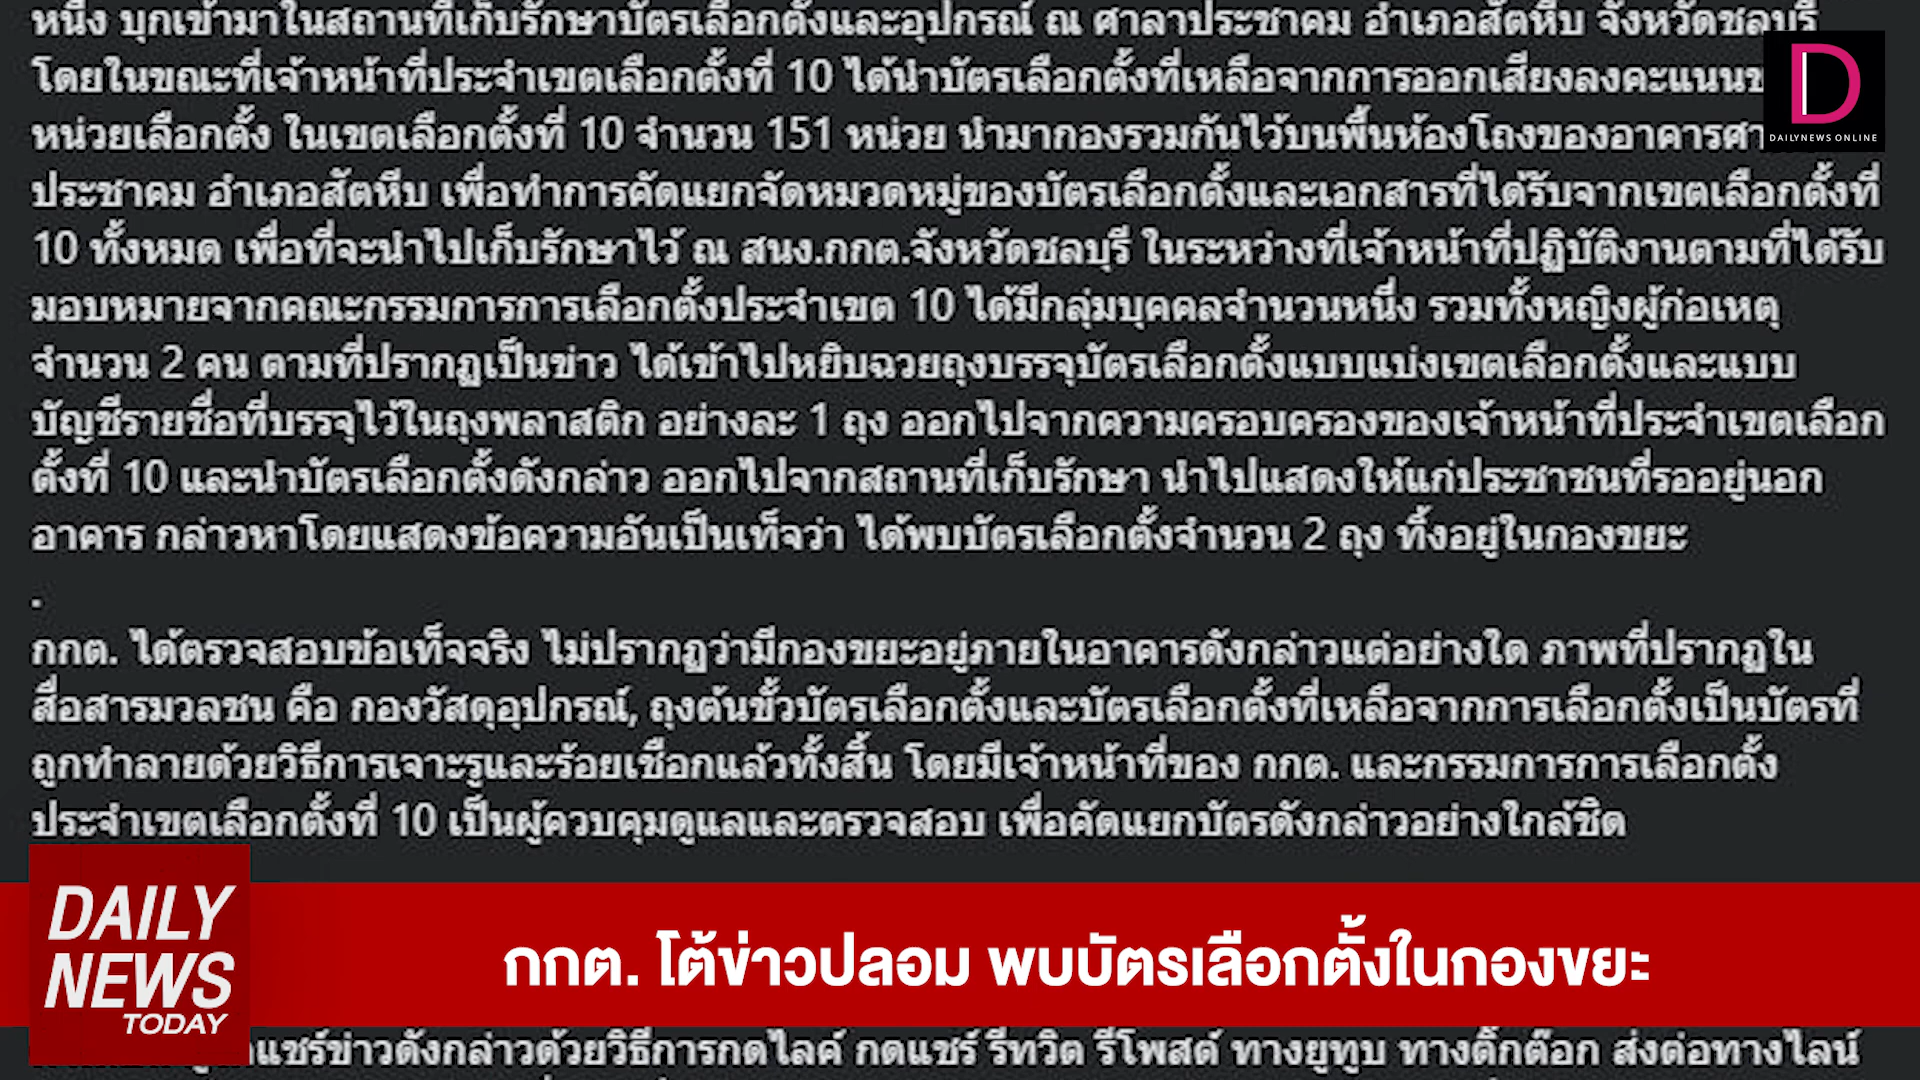 หนึ่ง บุกเข้ามาในสถานที่เก็บรักษาบัตรเลือกตั้งและอุปกรณ์ ณ ศาลาประชาคม อำเภอสัตหีบ จังหวัดชลบุรี
โดยในขณะที่เจ้าหน้าที่ประจำเขตเลือกตั้งที่ 10 ได้นำบัตรเลือกตั้งที่เหลือจากการออกเสียงลงคะแนน
หน่วยเลือกตั้ง ในเขตเลือกตั้งที่ 10 จำนวน 151 หน่วย นำมากองรวมกันไว้บนพื้นห้องโถงของอาคาร
ประชาคม อำเภอสัตหีบ เพื่อทำการคัดแยกจัดหมวดหมู่ของบัตรเลือกตั้งและเอกสารที่ได้รับจากเขตเลือกตั้งที่
10 ทั้งหมด เพื่อที่จะนำไปเก็บรักษาไว้ ณ สนง.กกต.จังหวัดชลบุรี ในระหว่างที่เจ้าหน้าที่ปฏิบัติงานตามที่ได้รับ
มอบหมายจากคณะกรรมการการเลือกตั้งประจำเขต 10 ได้มีกลุ่มบุคคลจำนวนหนึ่ง รวมทั้งหญิงผู้ก่อเหตุ
จำนวน 2 คน ตามที่ปรากฏเป็นข่าว ได้เข้าไปหยิบฉวยถุงบรรจุบัตรเลือกตั้งแบบแบ่งเขตเลือกตั้งและแบบ
บัญชีรายชื่อที่บรรจุไว้ในถุงพลาสติก อย่างละ 1 ถุง ออกไปจากความครอบครองของเจ้าหน้าที่ประจำเขตเลือก
ตั้งที่ 10 และนำบัตรเลือกตั้งดังกล่าว ออกไปจากสถานที่เก็บรักษา นำไปแสดงให้แก่ประชาชนที่รออยู่นอก
อาคาร กล่าวหาโดยแสดงข้อความอันเป็นเท็จว่า ได้พบบัตรเลือกตั้งจำนวน 2 ถุง ทิ้งอยู่ในกองขยะ
.
กกต. ได้ตรวจสอบข้อเท็จจริง ไม่ปรากฏว่ามีกองขยะอยู่ภายในอาคารดังกล่าวแต่อย่างใด ภาพที่ปรากฏใน
สื่อสารมวลชน คือ กองวัสดุอุปกรณ์, ถุงต้นขั้วบัตรเลือกตั้งและบัตรเลือกตั้งที่เหลือจากการเลือกตั้งเป็นบัตรที่
ถูกทำลายด้วยวิธีการเจาะรูและร้อยเชือกแล้วทั้งสิ้น โดยมีเจ้าหน้าที่ของ กกต. และกรรมการการเลือกตั้ง
ประจำเขตเลือกตั้งที่ 10 เป็นผู้ควบคุมดูแลและตรวจสอบ เพื่อคัดแยกบัตรดังกล่าวอย่างใกล้ชิด
D
DAILYNEWS ONLINE
DAILY
NEWS
TODAY
กกต. โต้ข่าวปลอม พบบัตรเลือกตั้งในกองขยะ
แชร์ข่าวดังกล่าวด้วยวิธีการกดไลค์ กดแชร์ รีทวิต รีโพสต์ ทางยูทูบ ทางติ๊กต๊อก ส่งต่อทางไลน์